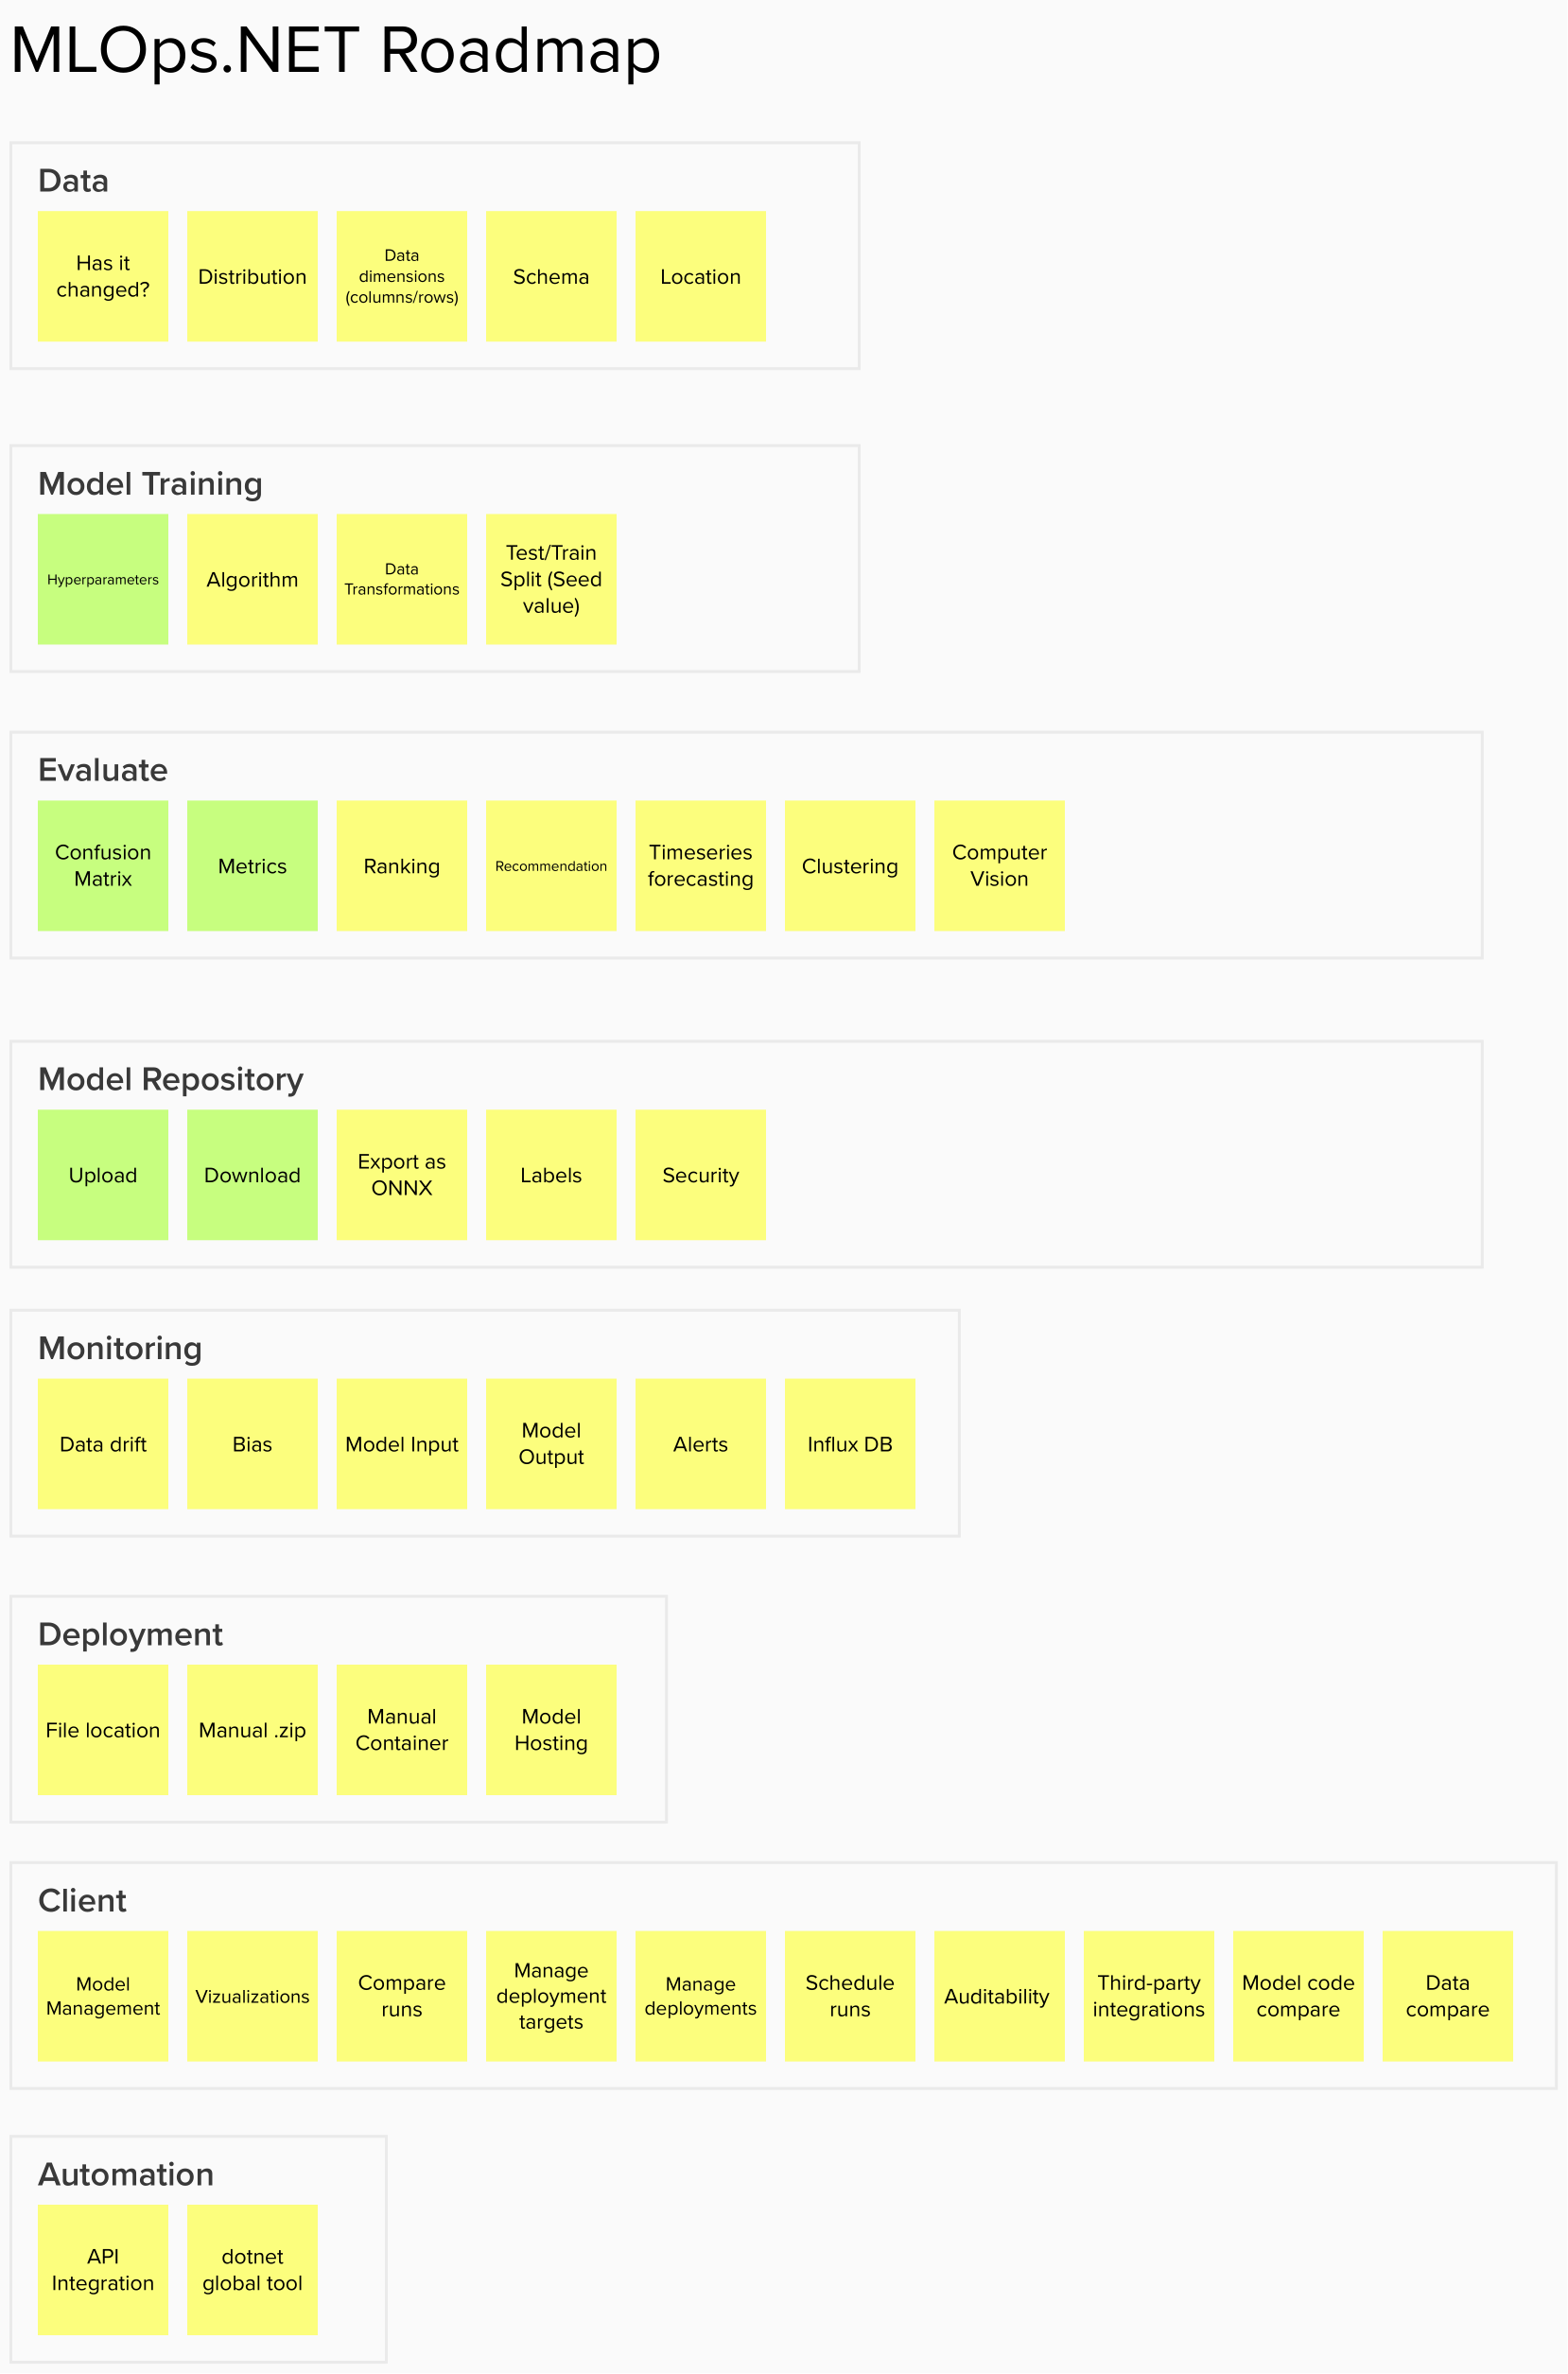 MLOps.NET Roadmap
Data
Has it
changed?
Distribution
Data
dimensions
(columns/rows)
Schema
Location
Model Training
Hyperparameters
Algorithm
Data
Transformations
Test/Train
Split (Seed
value)
Evaluate
Confusion
Matrix
Metrics
Ranking
Recommendation
Timeseries
forecasting
Clustering
Computer
Vision
Model Repository
Upload
Download
Export as
ONNX
Labels
Security
Monitoring
Data drift
Bias
Model Input
Model
Output
Alerts
Influx DB
Deployment
File location
Manual .zip
Manual
Container
Model
Hosting
Client
Model
Management
Vizualizations
Compare
runs
Manage
deployment
targets
Manage
deployments
Schedule
runs
Auditability
Third-party
integrations
Model code
compare
Data
compare
Automation
API
Integration
dotnet
global tool